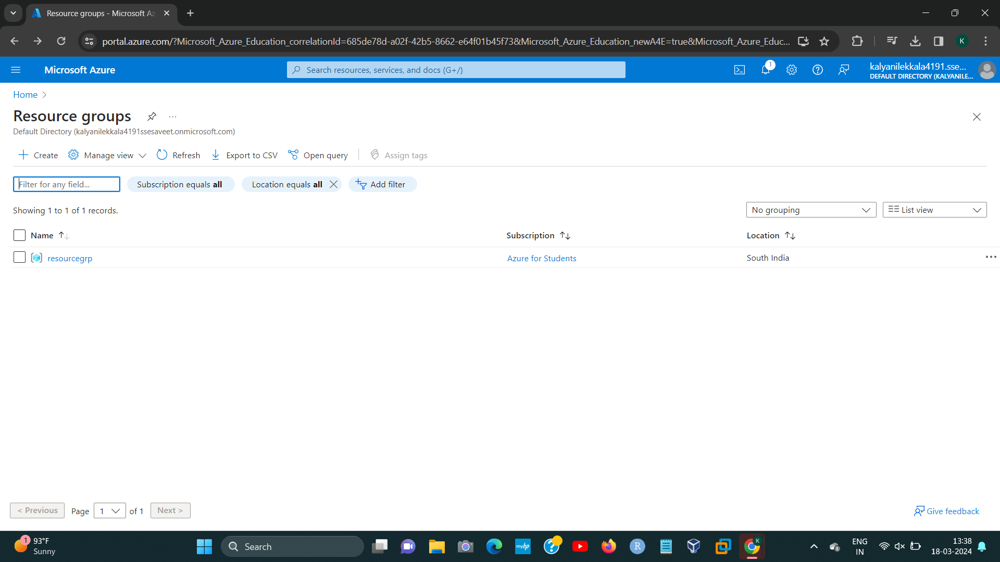 Resource groups - Microsoft Az
portal.azure.com/?Microsoft_Azure_Education_correlationId=685de78d-a02f-42b5-8662-e64f01b45f73&Microsoft_Azure_Education_newA4E=true&Microsoft_Azure_Educ...
K
Microsoft Azure
Search resources, services, and docs (G+/)
1
kalyanilekkala4191.sse...
DEFAULT DIRECTORY (KALYANILE...
Home
Resource groups
Default Directory (kalyanilekkala4191ssesaveet.onmicrosoft.com)
Create
Manage view
Refresh
Export to CSV
Open query
Assign tags
Filter for any field...
Subscription equals all
Location equals all
Add filter
Showing 1 to 1 of 1 records.
No grouping
List view
Name
Subscription
Location
resourcegrp
Azure for Students
South India
< Previous
Page
1
of 1
Next >
Give feedback
1
93°F
Sunny
Search
myhp
R
K
ENG
IN
13:38
18-03-2024